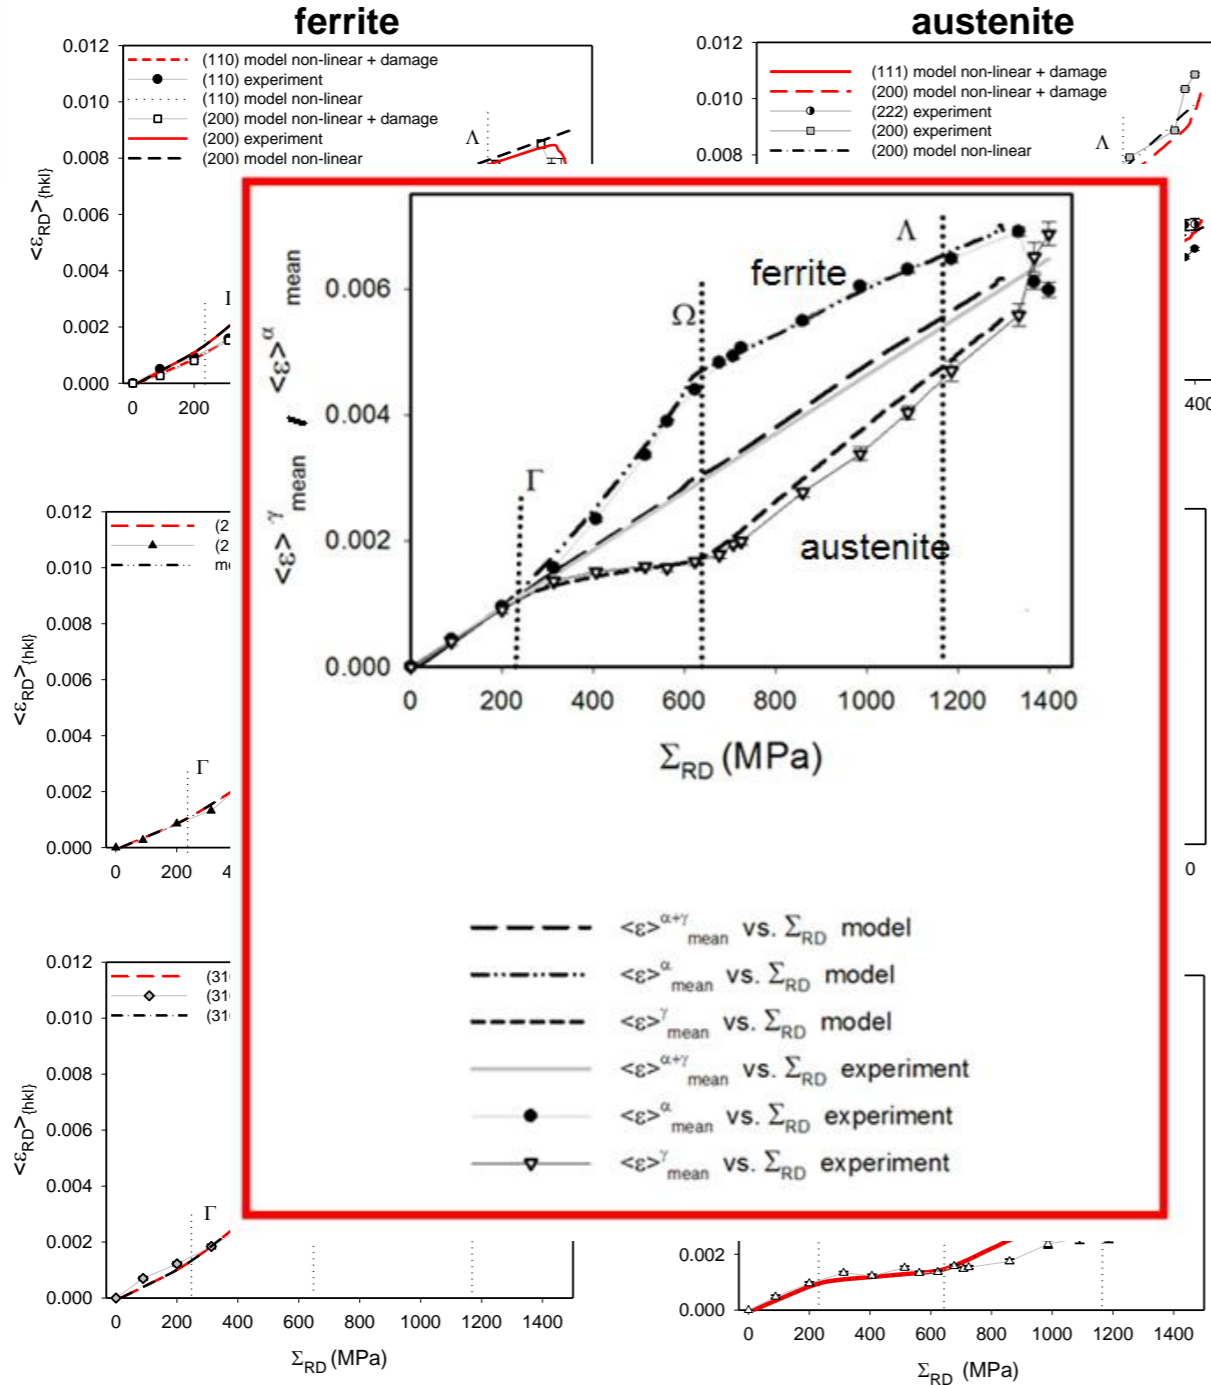 ferrite
austenite
0.012
0.010
0.008
0.006
0.004
0.002
0.000
<ε_RD>_{hkl}
(110) model non-linear + damage
(110) experiment
(110) model non-linear
(200) model non-linear + damage
(200) experiment
(200) model non-linear
Λ
0 200
0.012
0.010
0.008
(111) model non-linear + damage
(200) model non-linear + damage
(222) experiment
(200) experiment
(200) model non-linear
Λ
400
<ε>^γ_mean / <ε>^α_mean
0.006
0.004
0.002
0.000
Γ
Ω
Λ
ferrite
austenite
0 200 400 600 800 1000 1200 1400
Σ_RD (MPa)
<ε>^α+γ_mean vs. Σ_RD model
<ε>^α_mean vs. Σ_RD model
<ε>^γ_mean vs. Σ_RD model
<ε>^α+γ_mean vs. Σ_RD experiment
<ε>^α_mean vs. Σ_RD experiment
<ε>^γ_mean vs. Σ_RD experiment
0.012
0.010
0.008
0.006
0.004
0.002
0.000
<ε_RD>_{hkl}
(2
(2
Γ
0 200
0
0.012
0.010
0.008
0.006
0.004
0.002
0.000
<ε_RD>_{hkl}
(31
(31
(31
Γ
0 200 400 600 800 1000 1200 1400
Σ_RD (MPa)
0.002
0.000
0 200 400 600 800 1000 1200 1400
Σ_RD (MPa)